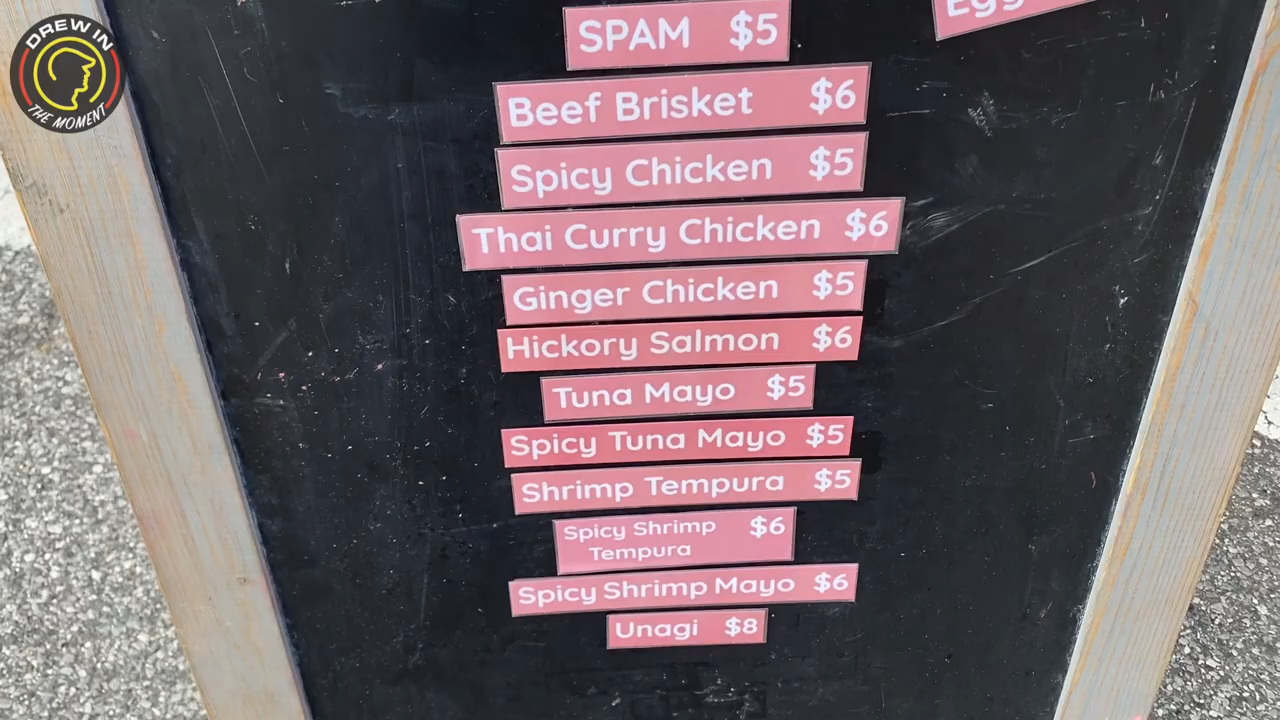 DREW IN
THE MOMENT
Egg
SPAM $5
Beef Brisket $6
Spicy Chicken $5
Thai Curry Chicken $6
Ginger Chicken $5
Hickory Salmon $6
Tuna Mayo $5
Spicy Tuna Mayo $5
Shrimp Tempura $5
Spicy Shrimp $6
Tempura
Spicy Shrimp Mayo $6
Unagi $8